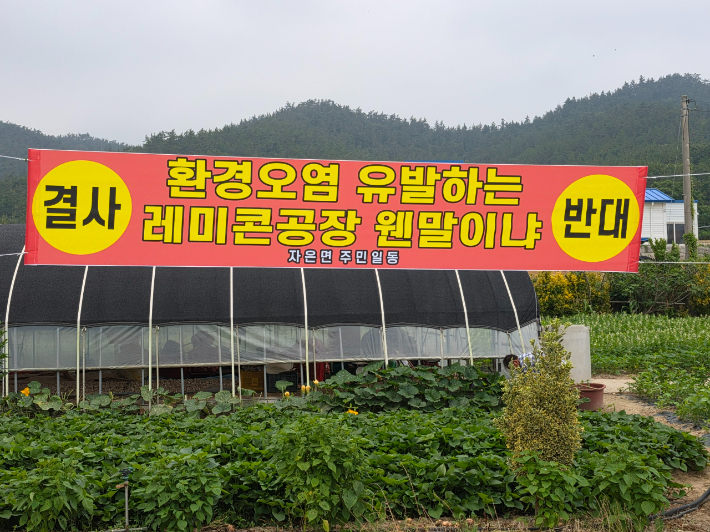 결사
환경오염 유발하는
레미콘공장 웬말이냐
자은면 주민일동
반대